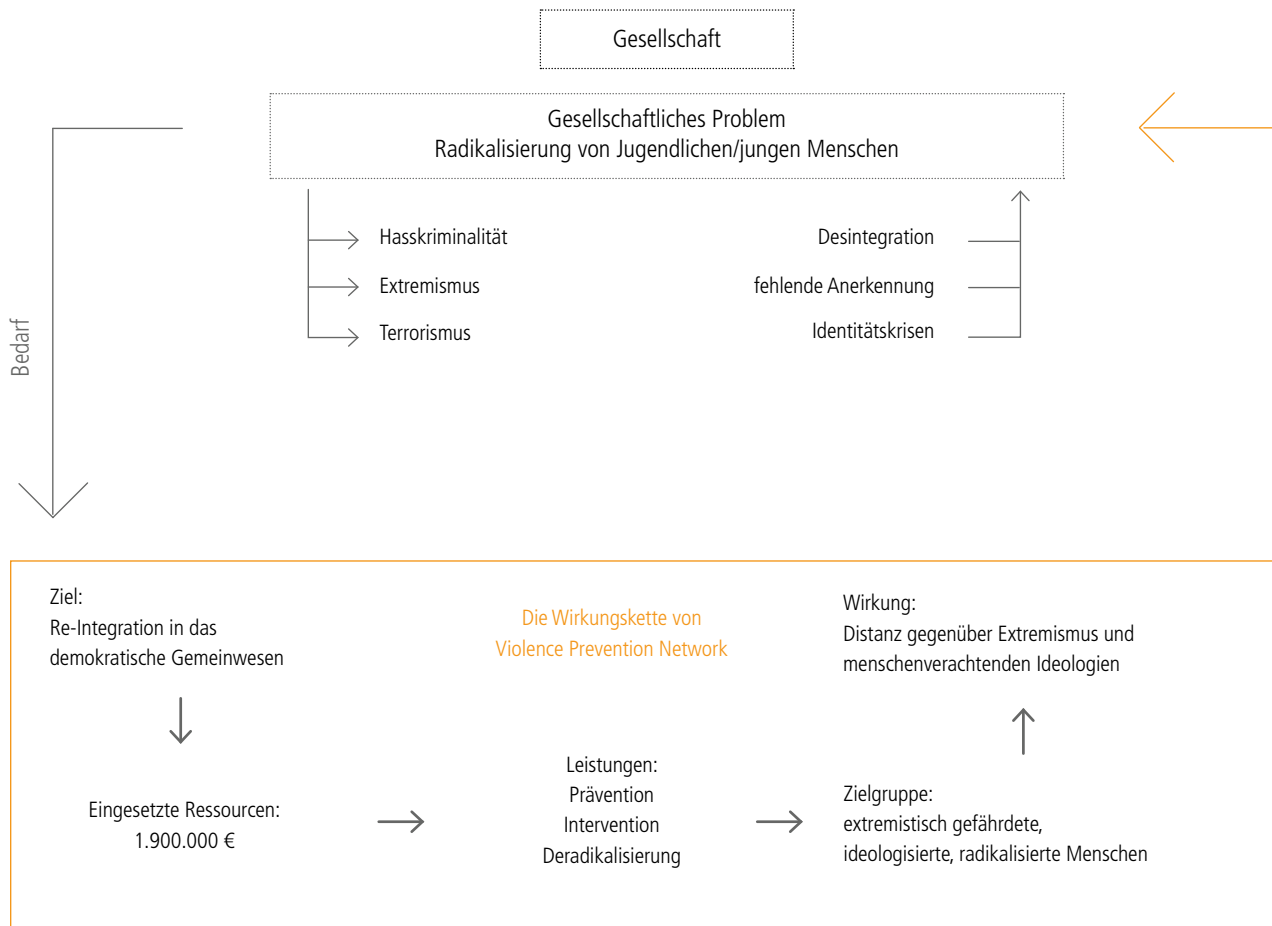 Gesellschaft
Gesellschaftliches Problem
Radikalisierung von Jugendlichen/jungen Menschen
Hasskriminalität
Extremismus
Terrorismus
Desintegration
fehlende Anerkennung
Identitätskrisen
Bedarf
Ziel:
Re-Integration in das
demokratische Gemeinwesen
Die Wirkungskette von
Violence Prevention Network
Wirkung:
Distanz gegenüber Extremismus und
menschenverachtenden Ideologien
Eingesetzte Ressourcen:
1.900.000 €
Leistungen:
Prävention
Intervention
Deradikalisierung
Zielgruppe:
extremistisch gefährdete,
ideologisierte, radikalisierte Menschen